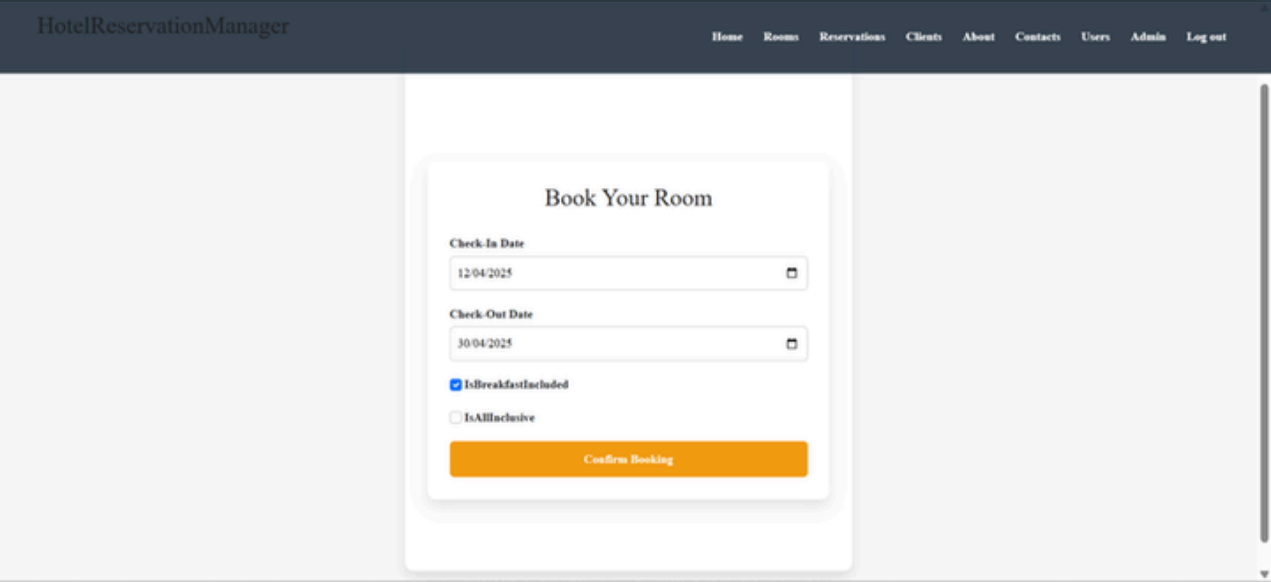 HotelReservationManager
Home Rooms Reservations Clients About Contacts Users Admin Log out
Book Your Room
Check-In Date
12/04/2025
Check-Out Date
30/04/2025
IsBreakfastIncluded
IsAllInclusive
Confirm Booking